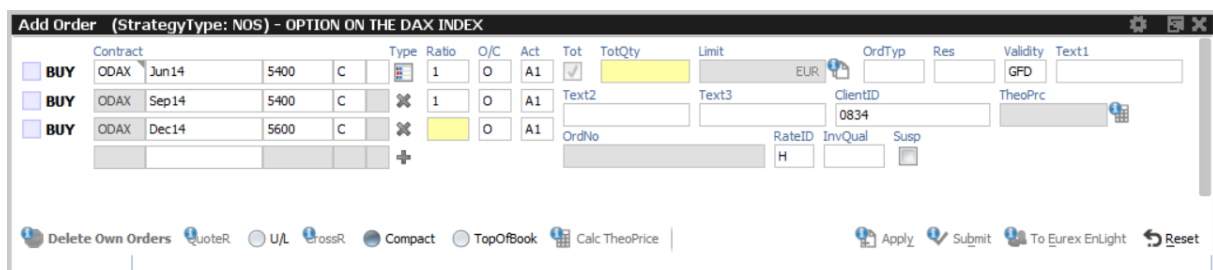 Add Order (StrategyType: NOS) - OPTION ON THE DAX INDEX
Contract Type Ratio O/C Act Tot TotQty Limit OrdTyp Res Validity Text1
BUY ODAX Jun14 5400 C 1 O A1 EUR GFD
BUY ODAX Sep14 5400 C 1 O A1 Text2 Text3 ClientID TheoPrc
0834
BUY ODAX Dec14 5600 C O A1 OrdNo RateID InvQual Susp
H
Delete Own Orders QuoteR U/L CrossR Compact TopOfBook Calc TheoPrice Apply Submit To Eurex EnLight Reset